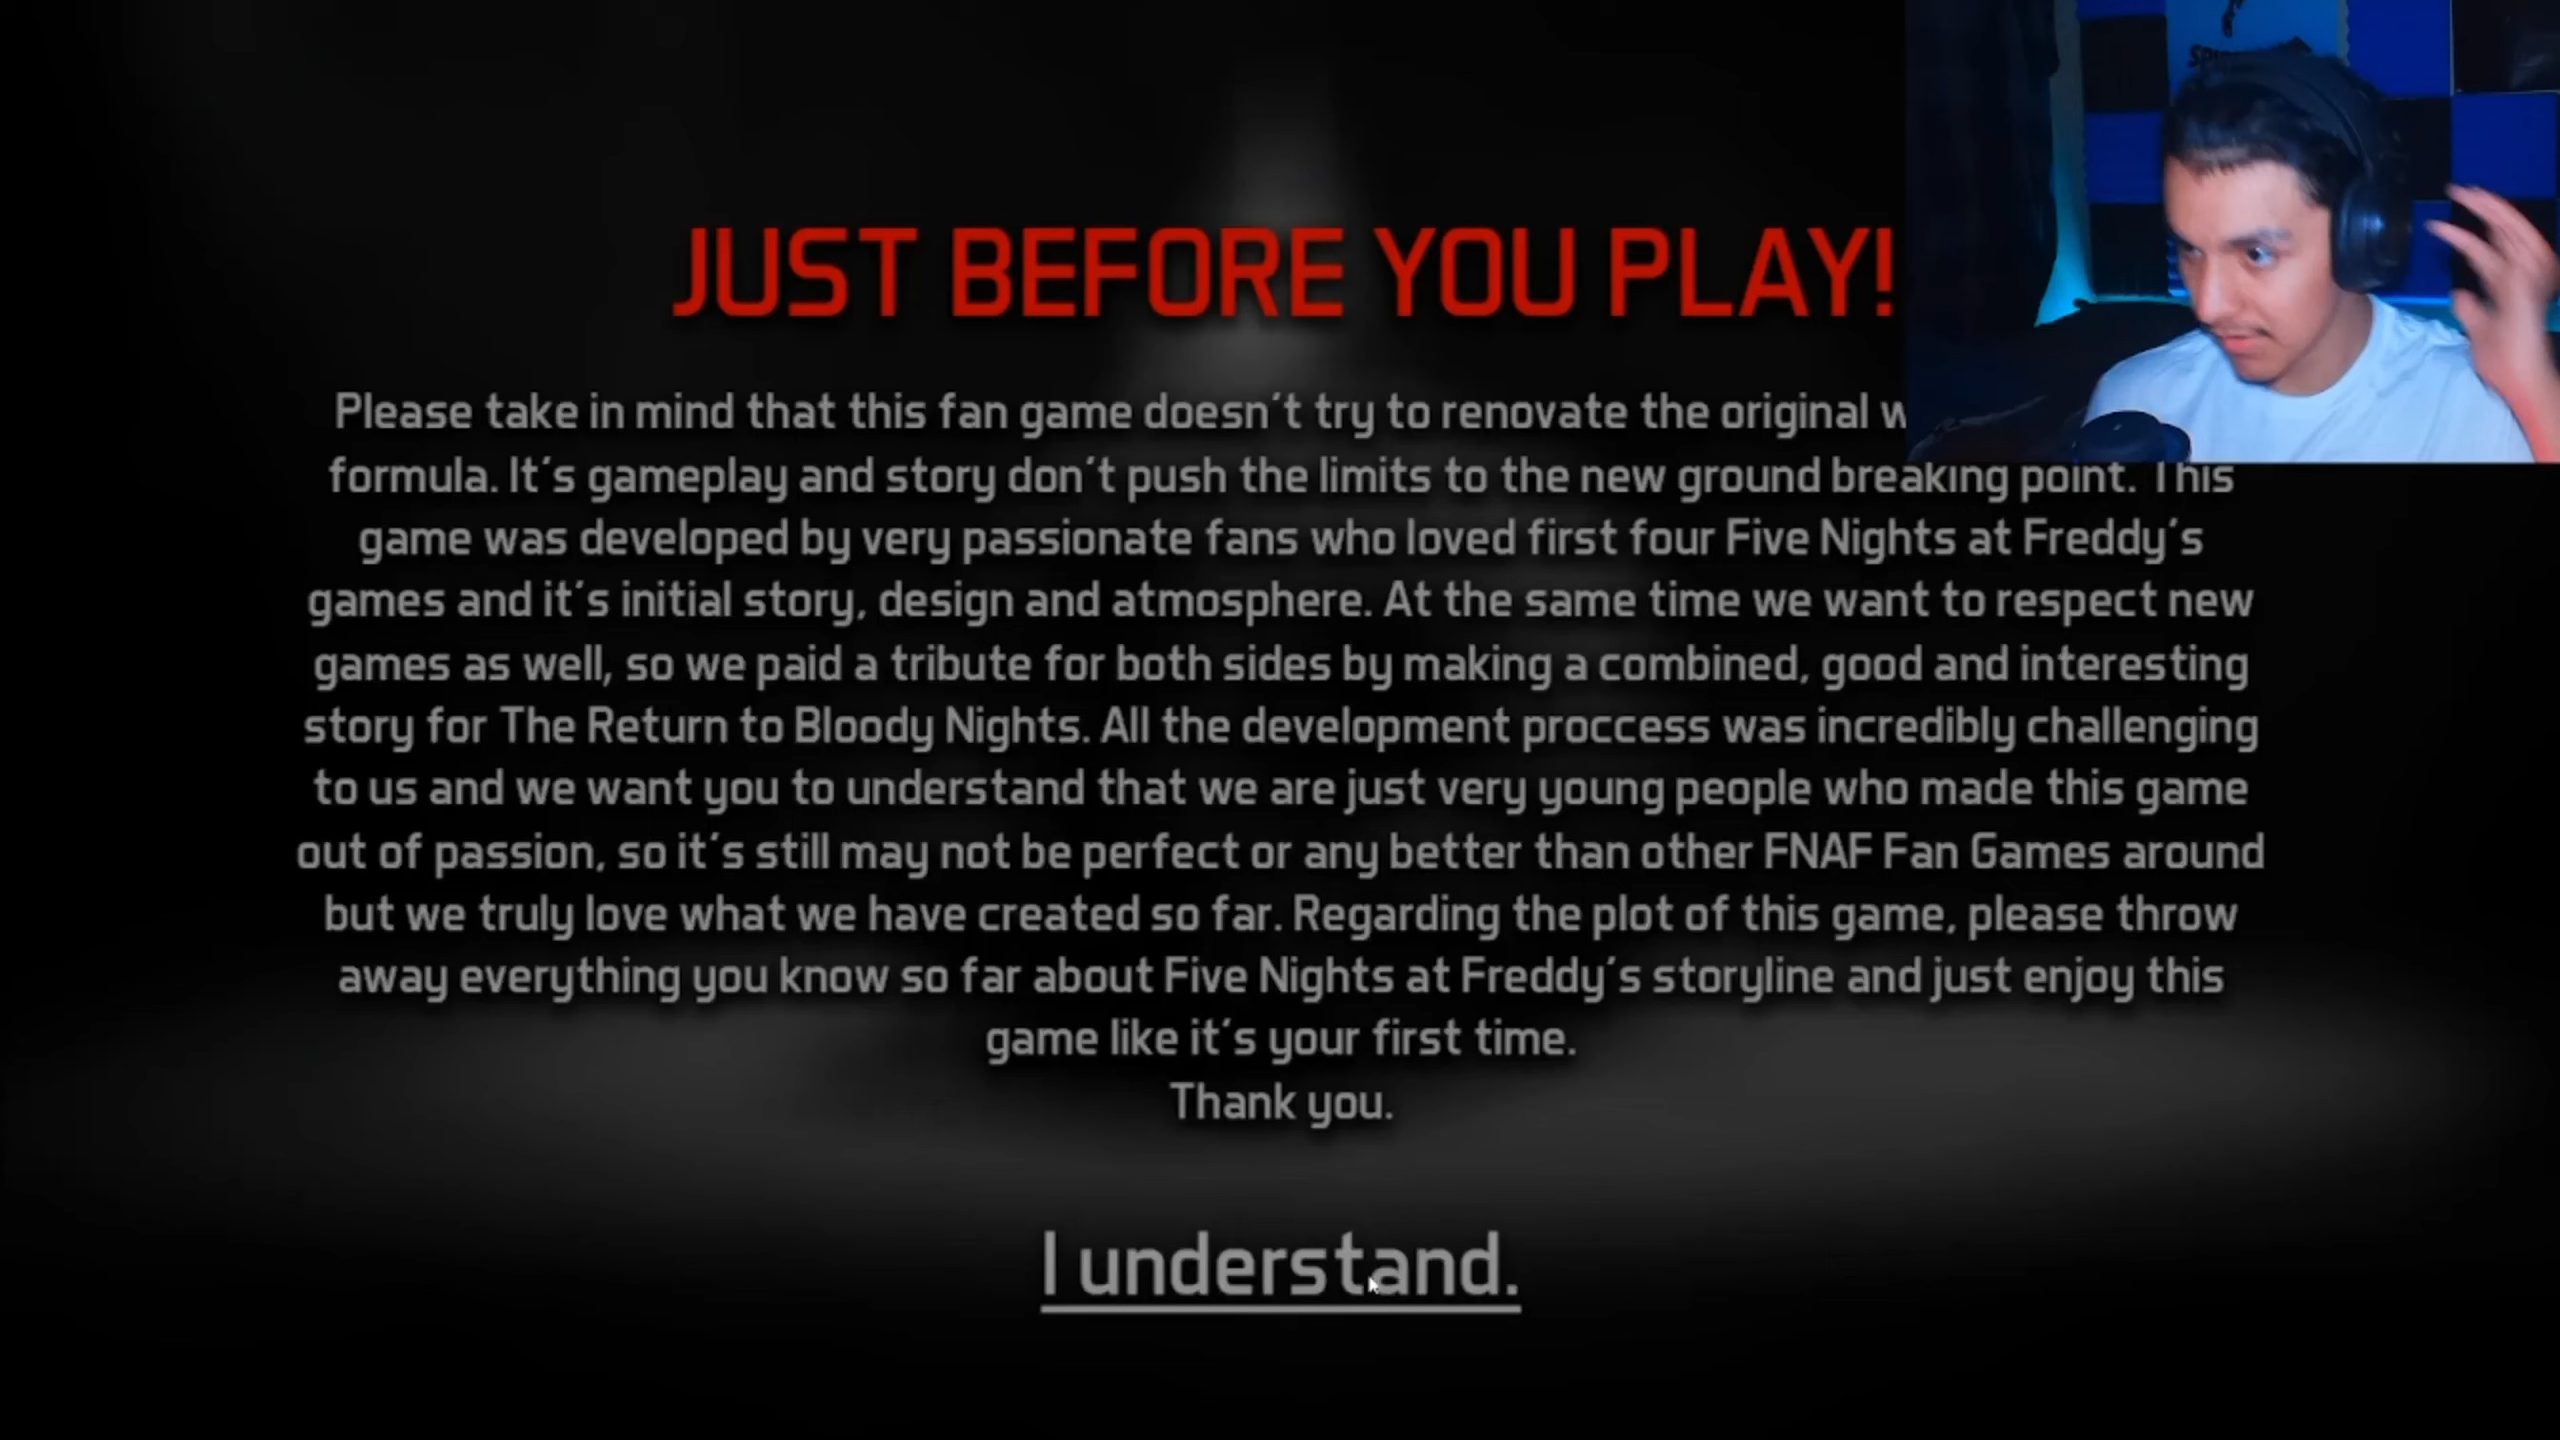 JUST BEFORE YOU PLAY!
Please take in mind that this fan game doesn't try to renovate the original
formula. It's gameplay and story don't push the limits to the new ground breaking point. This
game was developed by very passionate fans who loved first four Five Nights at Freddy's
games and it's initial story, design and atmosphere. At the same time we want to respect new
games as well, so we paid a tribute for both sides by making a combined, good and interesting
story for The Return to Bloody Nights. All the development proccess was incredibly challenging
to us and we want you to understand that we are just very young people who made this game
out of passion, so it's still may not be perfect or any better than other FNAF Fan Games around
but we truly love what we have created so far. Regarding the plot of this game, please throw
away everything you know so far about Five Nights at Freddy's storyline and just enjoy this
game like it's your first time.
Thank you.
I understand.